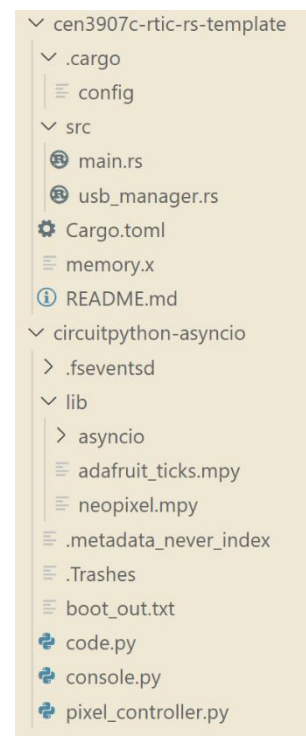 cen3907c-rtic-rs-template
.cargo
config
src
main.rs
usb_manager.rs
Cargo.toml
memory.x
README.md
circuitpython-asyncio
.fseventsd
lib
asyncio
adafruit_ticks.mpy
neopixel.mpy
.metadata_never_index
.Trashes
boot_out.txt
code.py
console.py
pixel_controller.py